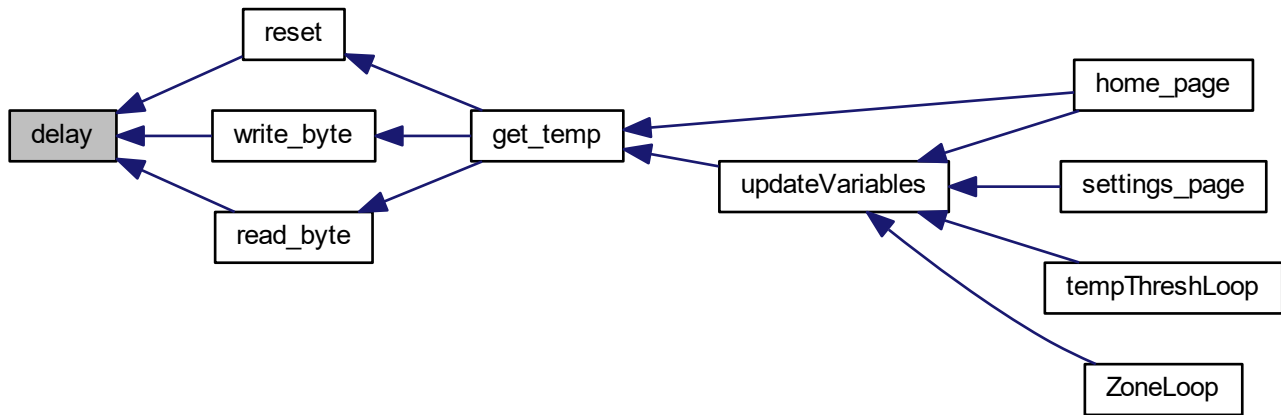 reset
home_page
delay
write_byte
get_temp
updateVariables
settings_page
read_byte
tempThreshLoop
ZoneLoop